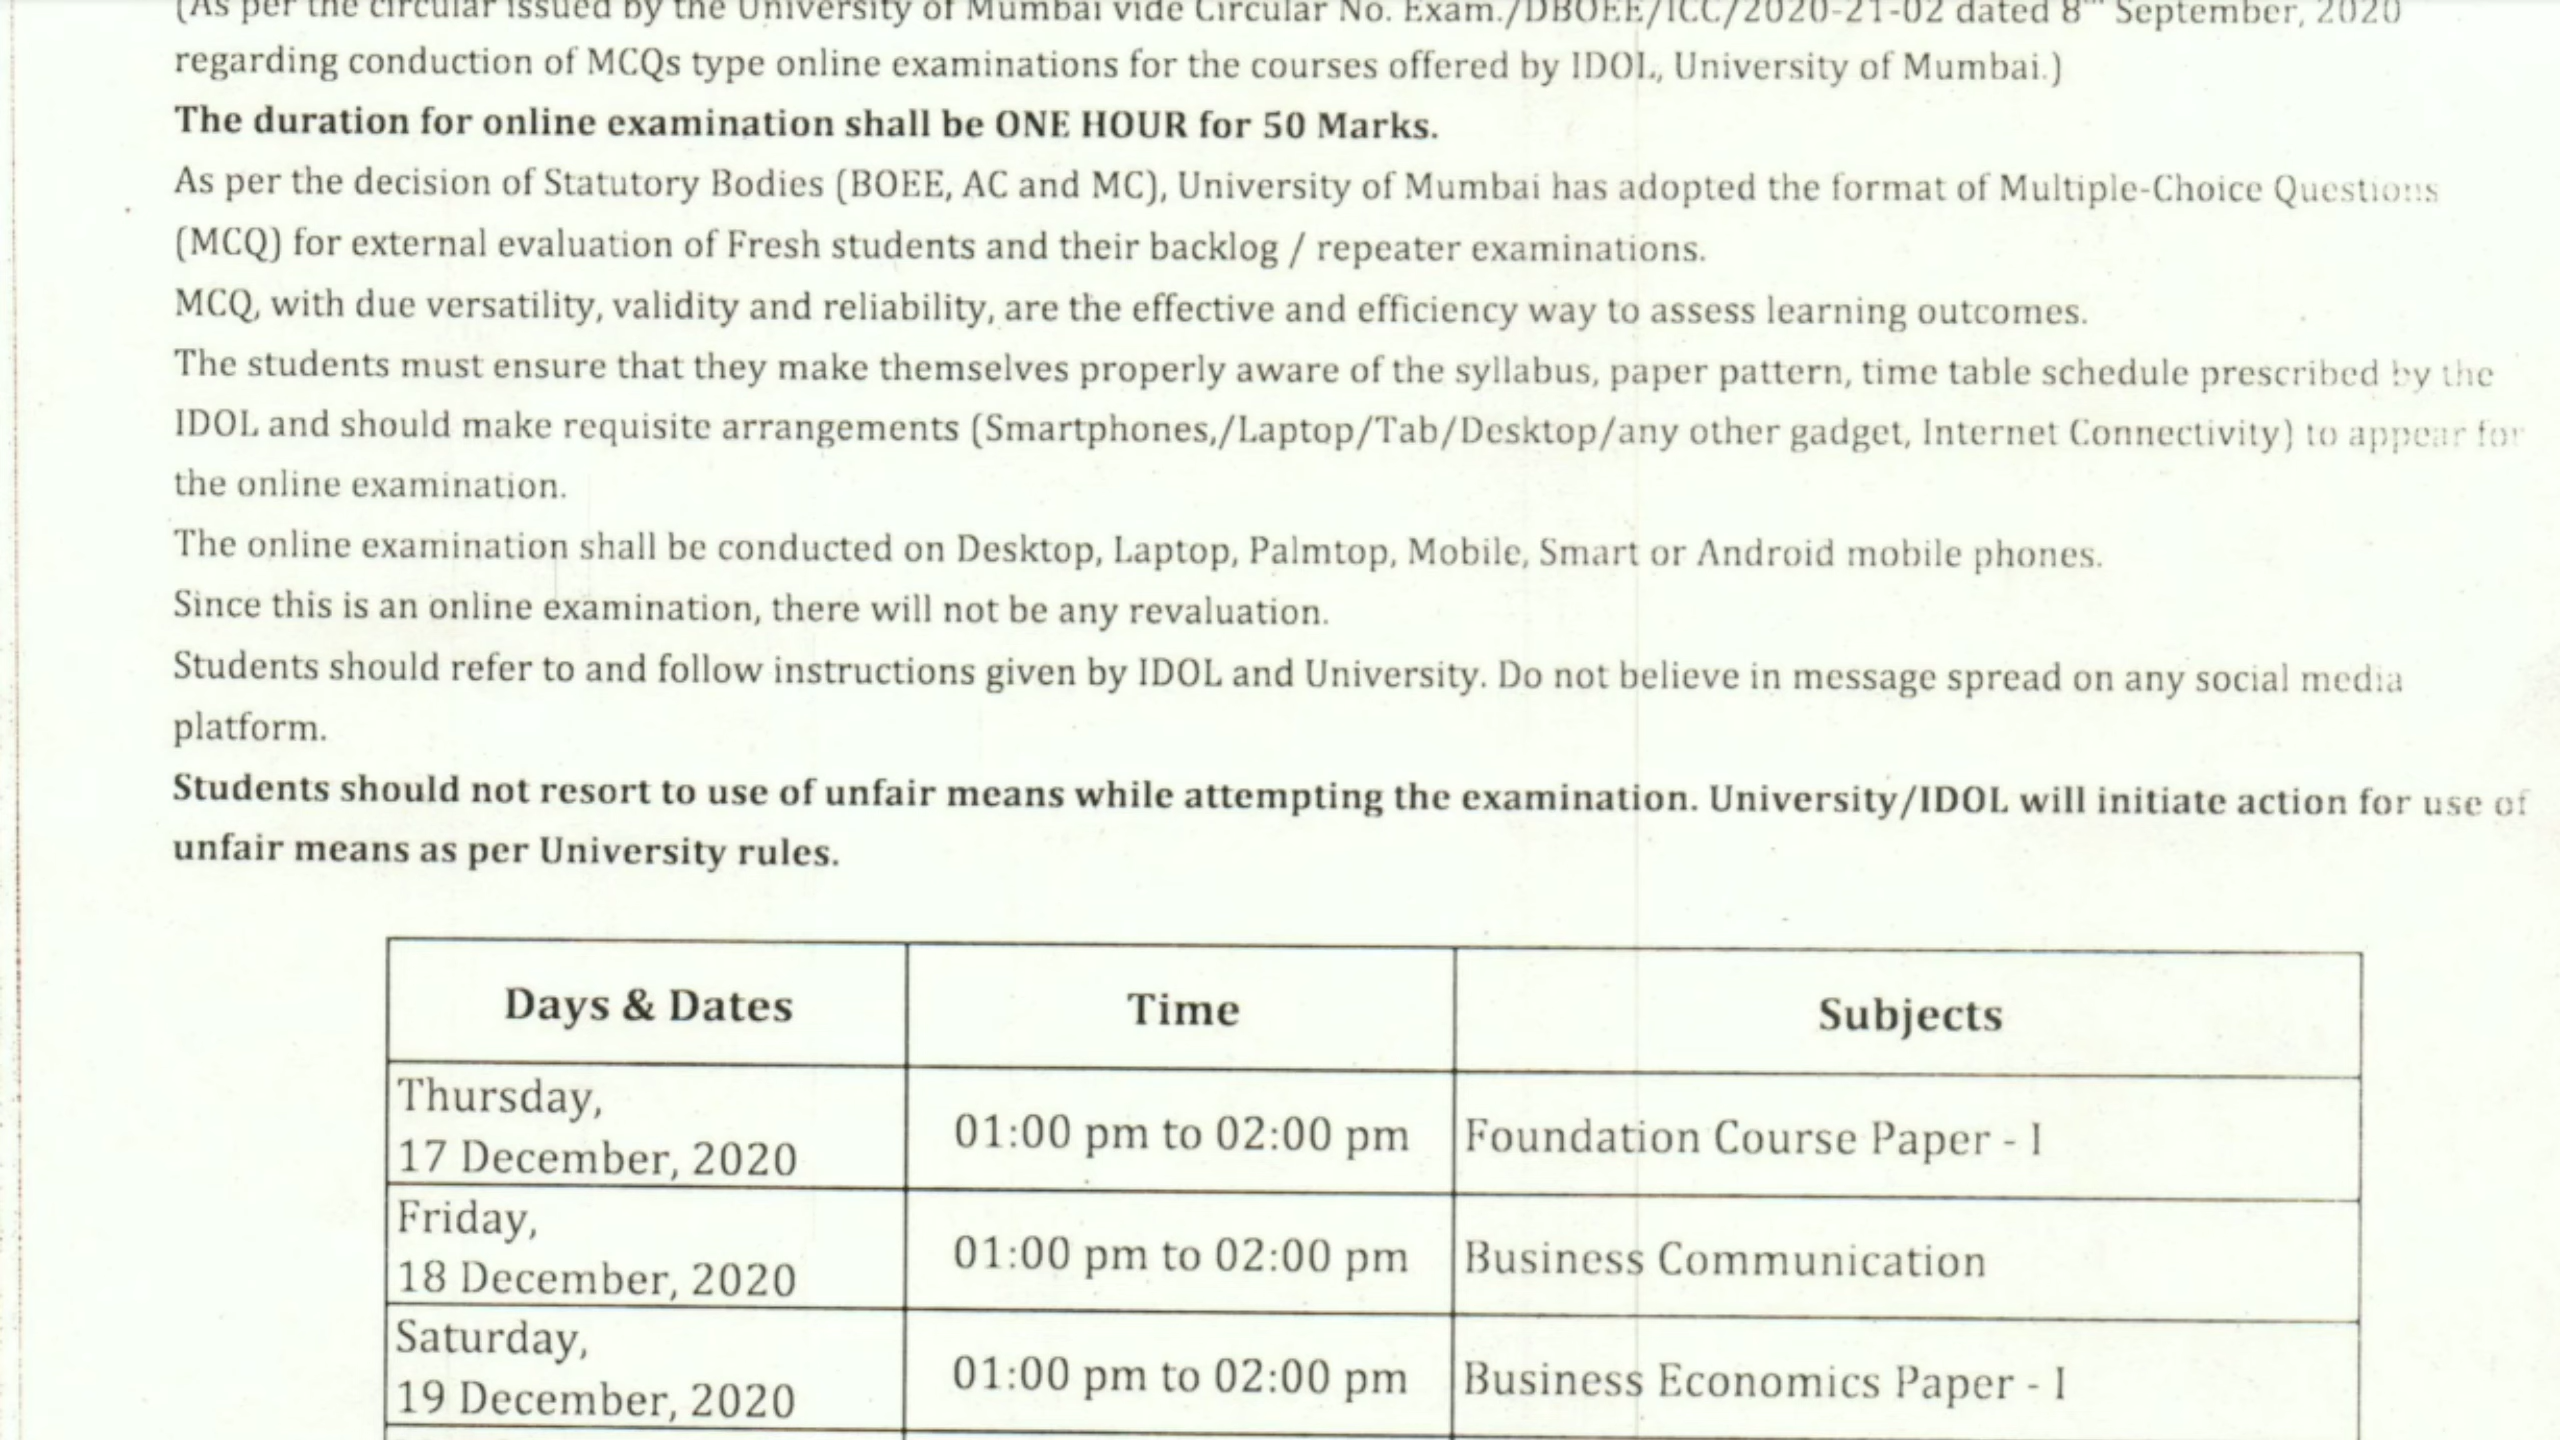 (As per the circular issued by the University of Mumbai vide Circular No. Exam./DBOEE/ICC/2020-21-02 dated 8th September, 2020
regarding conduction of MCQs type online examinations for the courses offered by IDOL, University of Mumbai.)
The duration for online examination shall be ONE HOUR for 50 Marks.
As per the decision of Statutory Bodies (BOEE, AC and MC), University of Mumbai has adopted the format of Multiple-Choice Questions
(MCQ) for external evaluation of Fresh students and their backlog / repeater examinations.
MCQ, with due versatility, validity and reliability, are the effective and efficiency way to assess learning outcomes.
The students must ensure that they make themselves properly aware of the syllabus, paper pattern, time table schedule prescribed by the
IDOL and should make requisite arrangements (Smartphones,/Laptop/Tab/Desktop/any other gadget, Internet Connectivity) to appear for
the online examination.
The online examination shall be conducted on Desktop, Laptop, Palmtop, Mobile, Smart or Android mobile phones.
Since this is an online examination, there will not be any revaluation.
Students should refer to and follow instructions given by IDOL and University. Do not believe in message spread on any social media
platform.
Students should not resort to use of unfair means while attempting the examination. University/IDOL will initiate action for use of
unfair means as per University rules.
Days & Dates Time Subjects
Thursday,
17 December, 2020 01:00 pm to 02:00 pm Foundation Course Paper - I
Friday,
18 December, 2020 01:00 pm to 02:00 pm Business Communication
Saturday,
19 December, 2020 01:00 pm to 02:00 pm Business Economics Paper - I